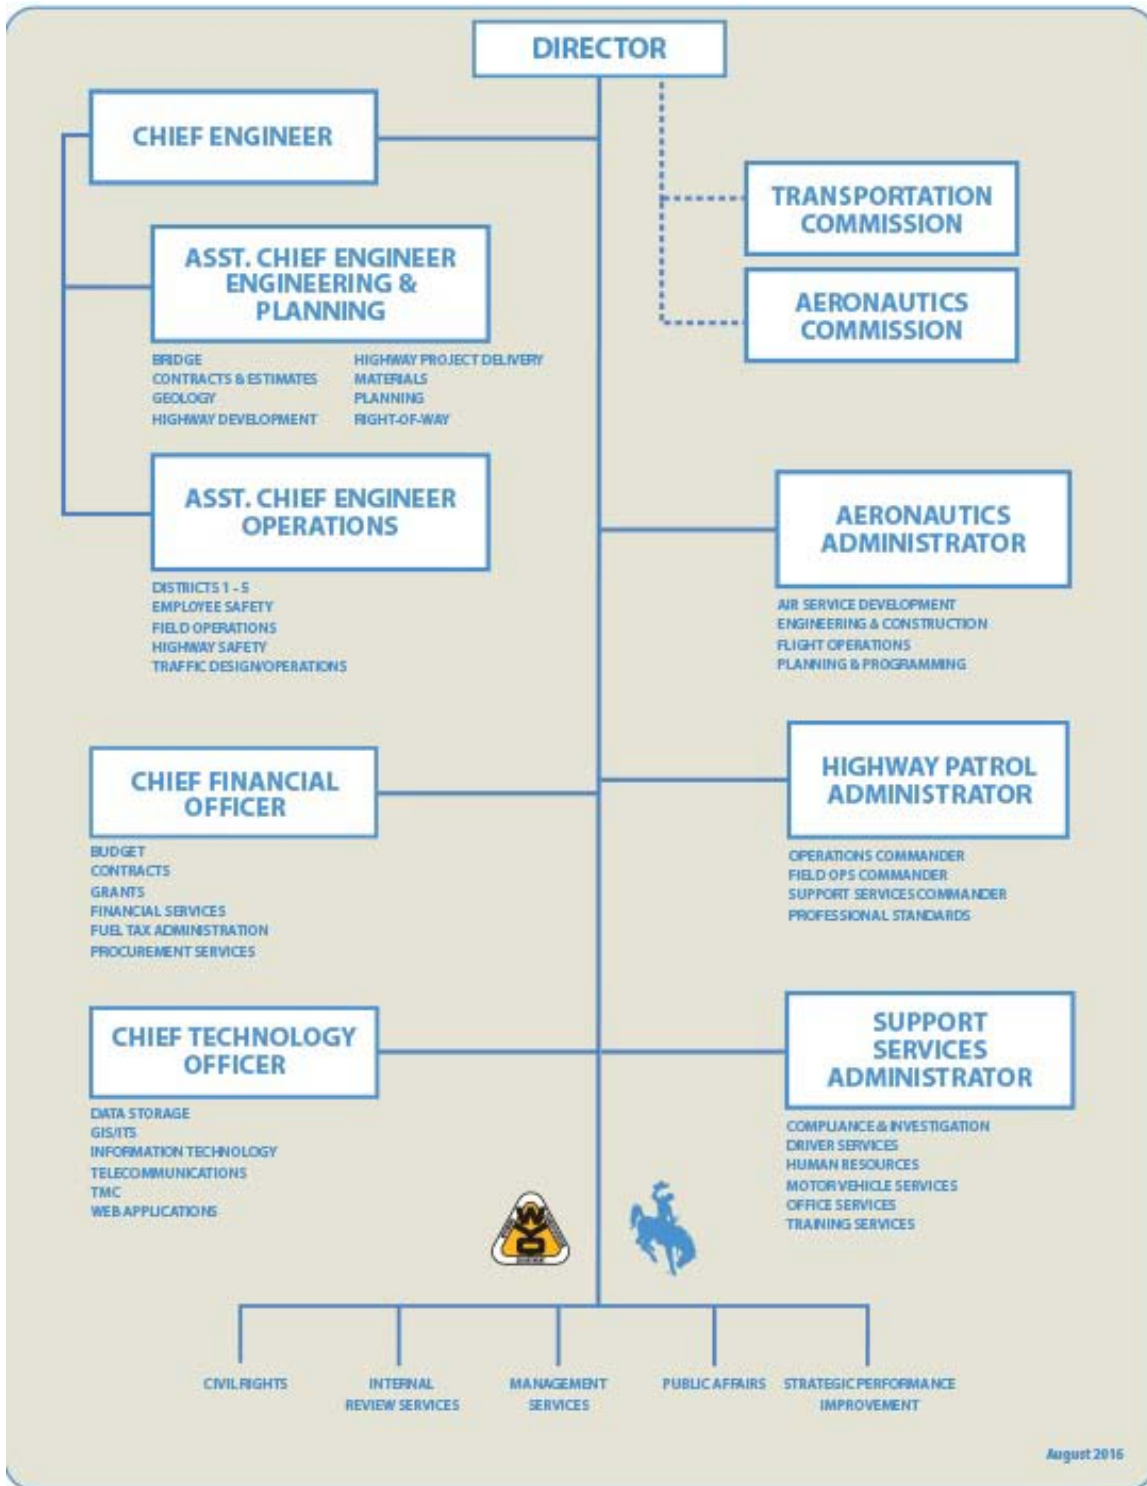 DIRECTOR
CHIEF ENGINEER
TRANSPORTATION
COMMISSION
ASST. CHIEF ENGINEER
ENGINEERING &
PLANNING
AERONAUTICS
COMMISSION
BRIDGE
CONTRACTS & ESTIMATES
GEOLOGY
HIGHWAY DEVELOPMENT
HIGHWAY PROJECT DELIVERY
MATERIALS
PLANNING
RIGHT-OF-WAY
ASST. CHIEF ENGINEER
OPERATIONS
DISTRICTS 1 - 5
EMPLOYEE SAFETY
FIELD OPERATIONS
HIGHWAY SAFETY
TRAFFIC DESIGN/OPERATIONS
AERONAUTICS
ADMINISTRATOR
AIR SERVICE DEVELOPMENT
ENGINEERING & CONSTRUCTION
FLIGHT OPERATIONS
PLANNING & PROGRAMMING
CHIEF FINANCIAL
OFFICER
BUDGET
CONTRACTS
GRANTS
FINANCIAL SERVICES
FUEL TAX ADMINISTRATION
PROCUREMENT SERVICES
HIGHWAY PATROL
ADMINISTRATOR
OPERATIONS COMMANDER
FIELD OPS COMMANDER
SUPPORT SERVICES COMMANDER
PROFESSIONAL STANDARDS
CHIEF TECHNOLOGY
OFFICER
DATA STORAGE
GIS/ITS
INFORMATION TECHNOLOGY
TELECOMMUNICATIONS
TMC
WEB APPLICATIONS
SUPPORT
SERVICES
ADMINISTRATOR
COMPLIANCE & INVESTIGATION
DRIVER SERVICES
HUMAN RESOURCES
MOTOR VEHICLE SERVICES
OFFICE SERVICES
TRAINING SERVICES
WYO
CIVIL RIGHTS
INTERNAL
REVIEW SERVICES
MANAGEMENT
SERVICES
PUBLIC AFFAIRS
STRATEGIC PERFORMANCE
IMPROVEMENT
August 2016